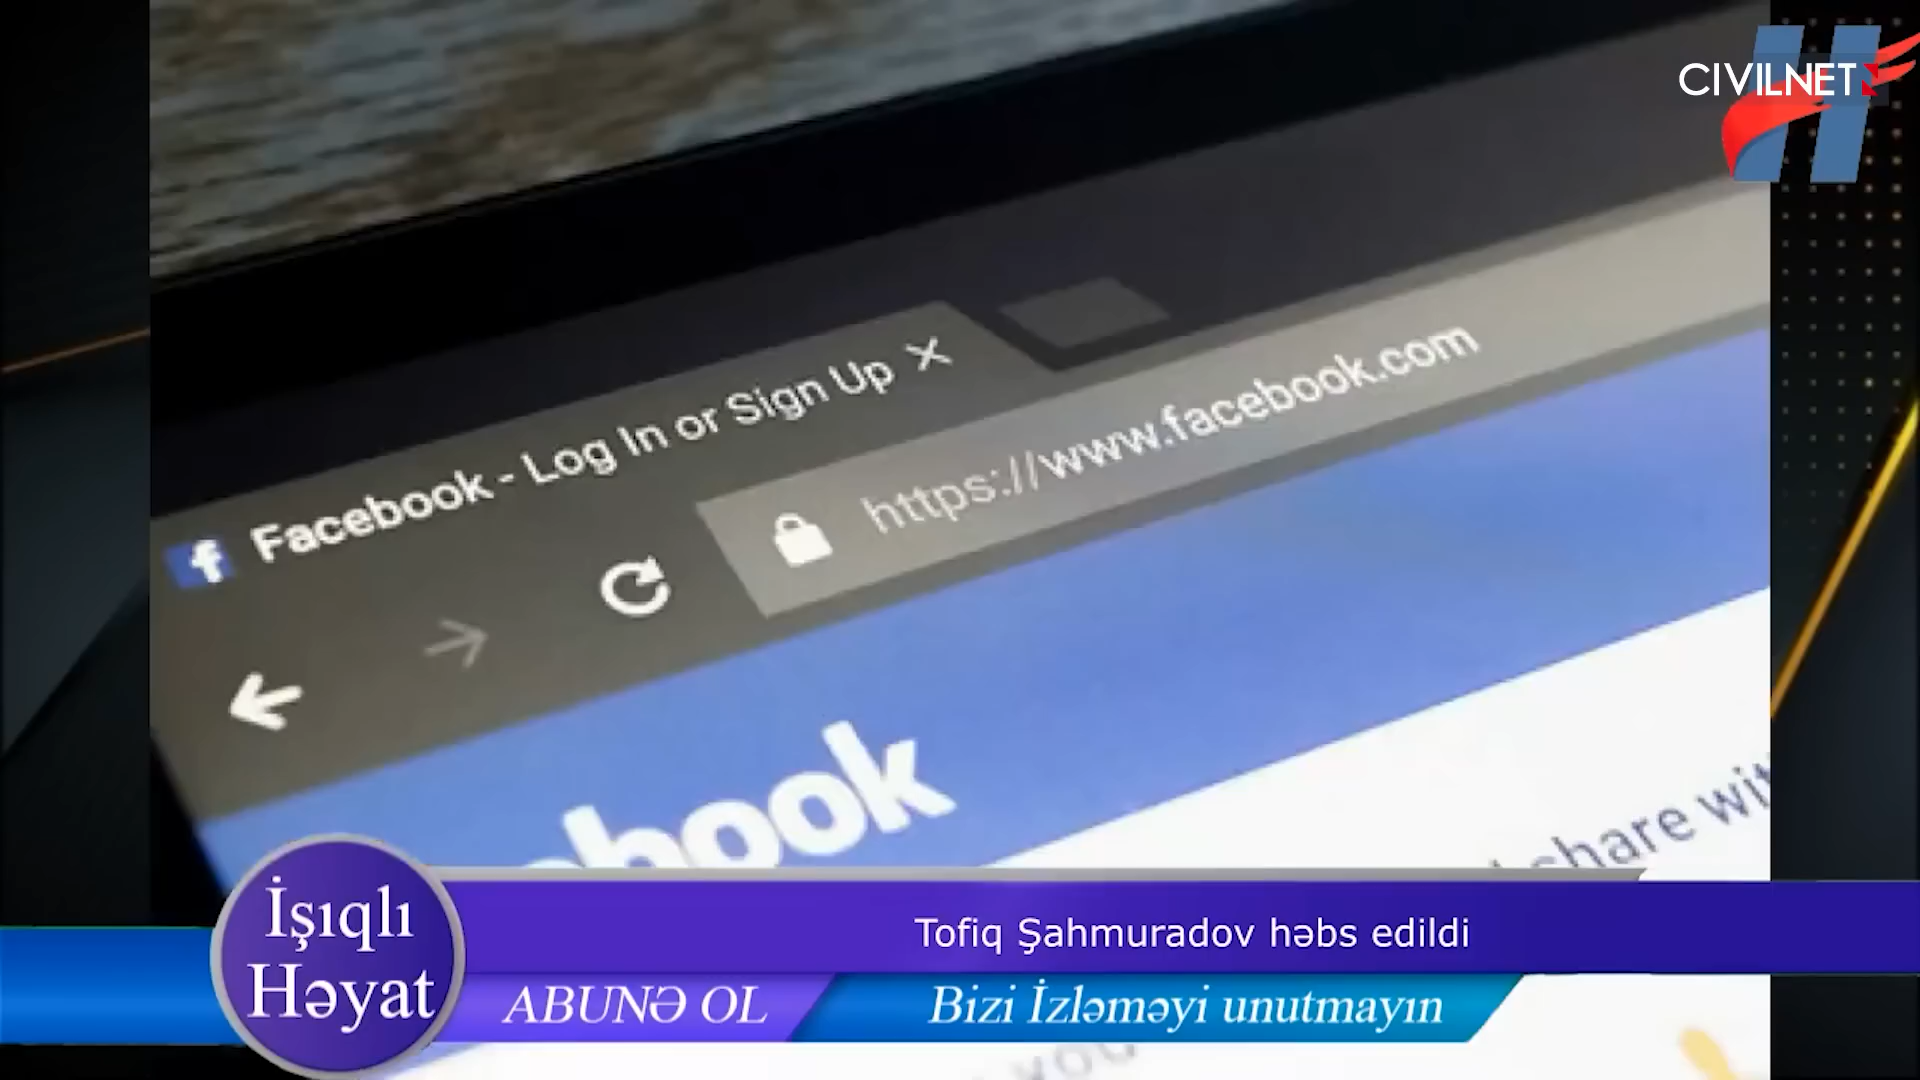 CIVILNET
Facebook - Log In or Sign Up
https://www.facebook.com
book
share
Tofiq Şahmuradov həbs edildi
İşıqlı
Həyat
ABUNƏ OL
Bizi İzləməyi unutmayın